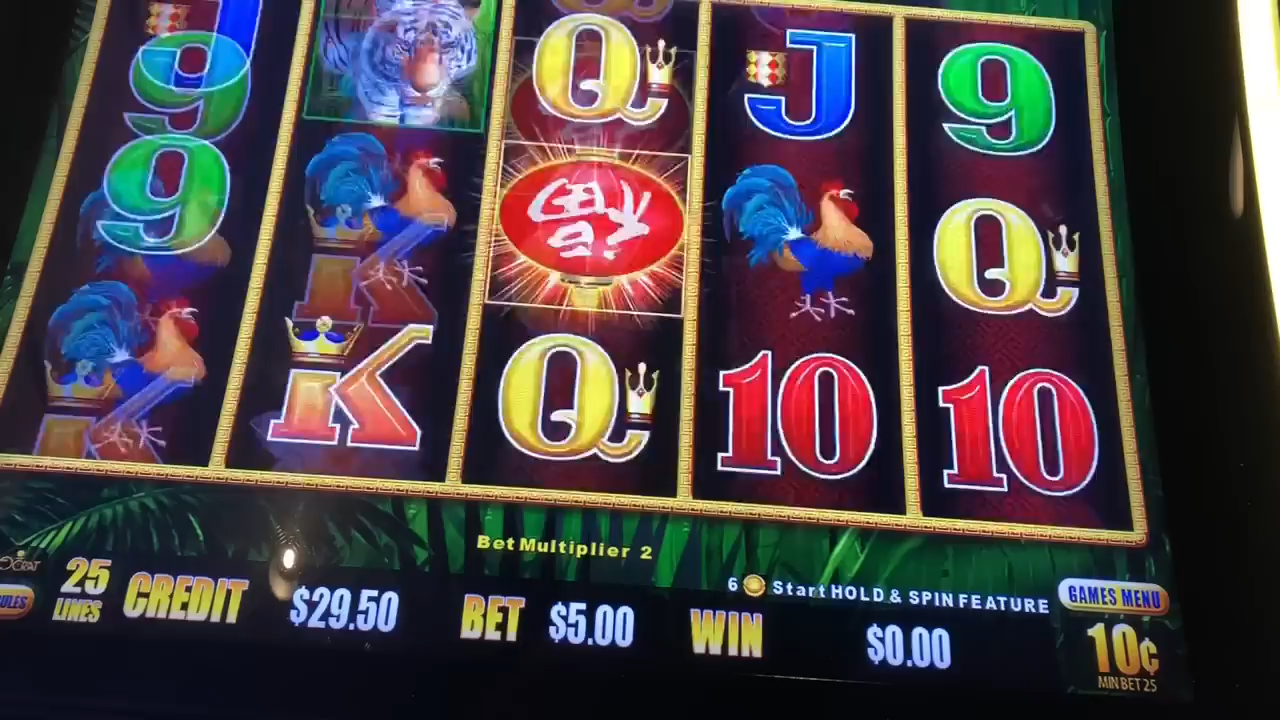 J Q J 9
9 Q
9
K K Q 10 10
K
Bet Multiplier 2
6 Start HOLD & SPIN FEATURE
GAMES MENU
25 LINES CREDIT $29.50 BET $5.00 WIN $0.00 10¢
MIN BET 25